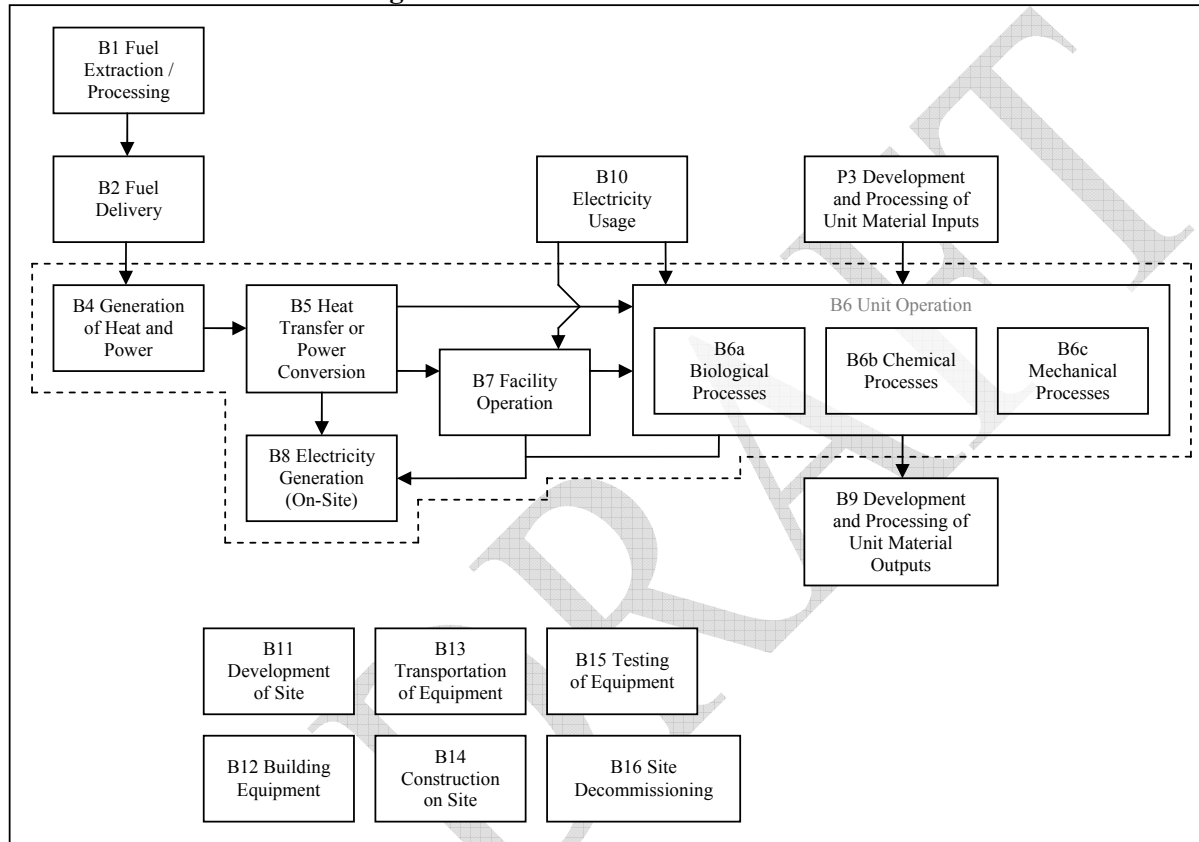 B1 Fuel
Extraction /
Processing
B2 Fuel
Delivery
B10
Electricity
Usage
P3 Development
and Processing of
Unit Material Inputs
B4 Generation
of Heat and
Power
B5 Heat
Transfer or
Power
Conversion
B7 Facility
Operation
B6 Unit Operation
B6a
Biological
Processes
B6b Chemical
Processes
B6c
Mechanical
Processes
B8 Electricity
Generation
(On-Site)
B9 Development
and Processing of
Unit Material
Outputs
B11
Development
of Site
B13
Transportation
of Equipment
B15 Testing
of Equipment
B12 Building
Equipment
B14
Construction
on Site
B16 Site
Decommissioning
DRAFT